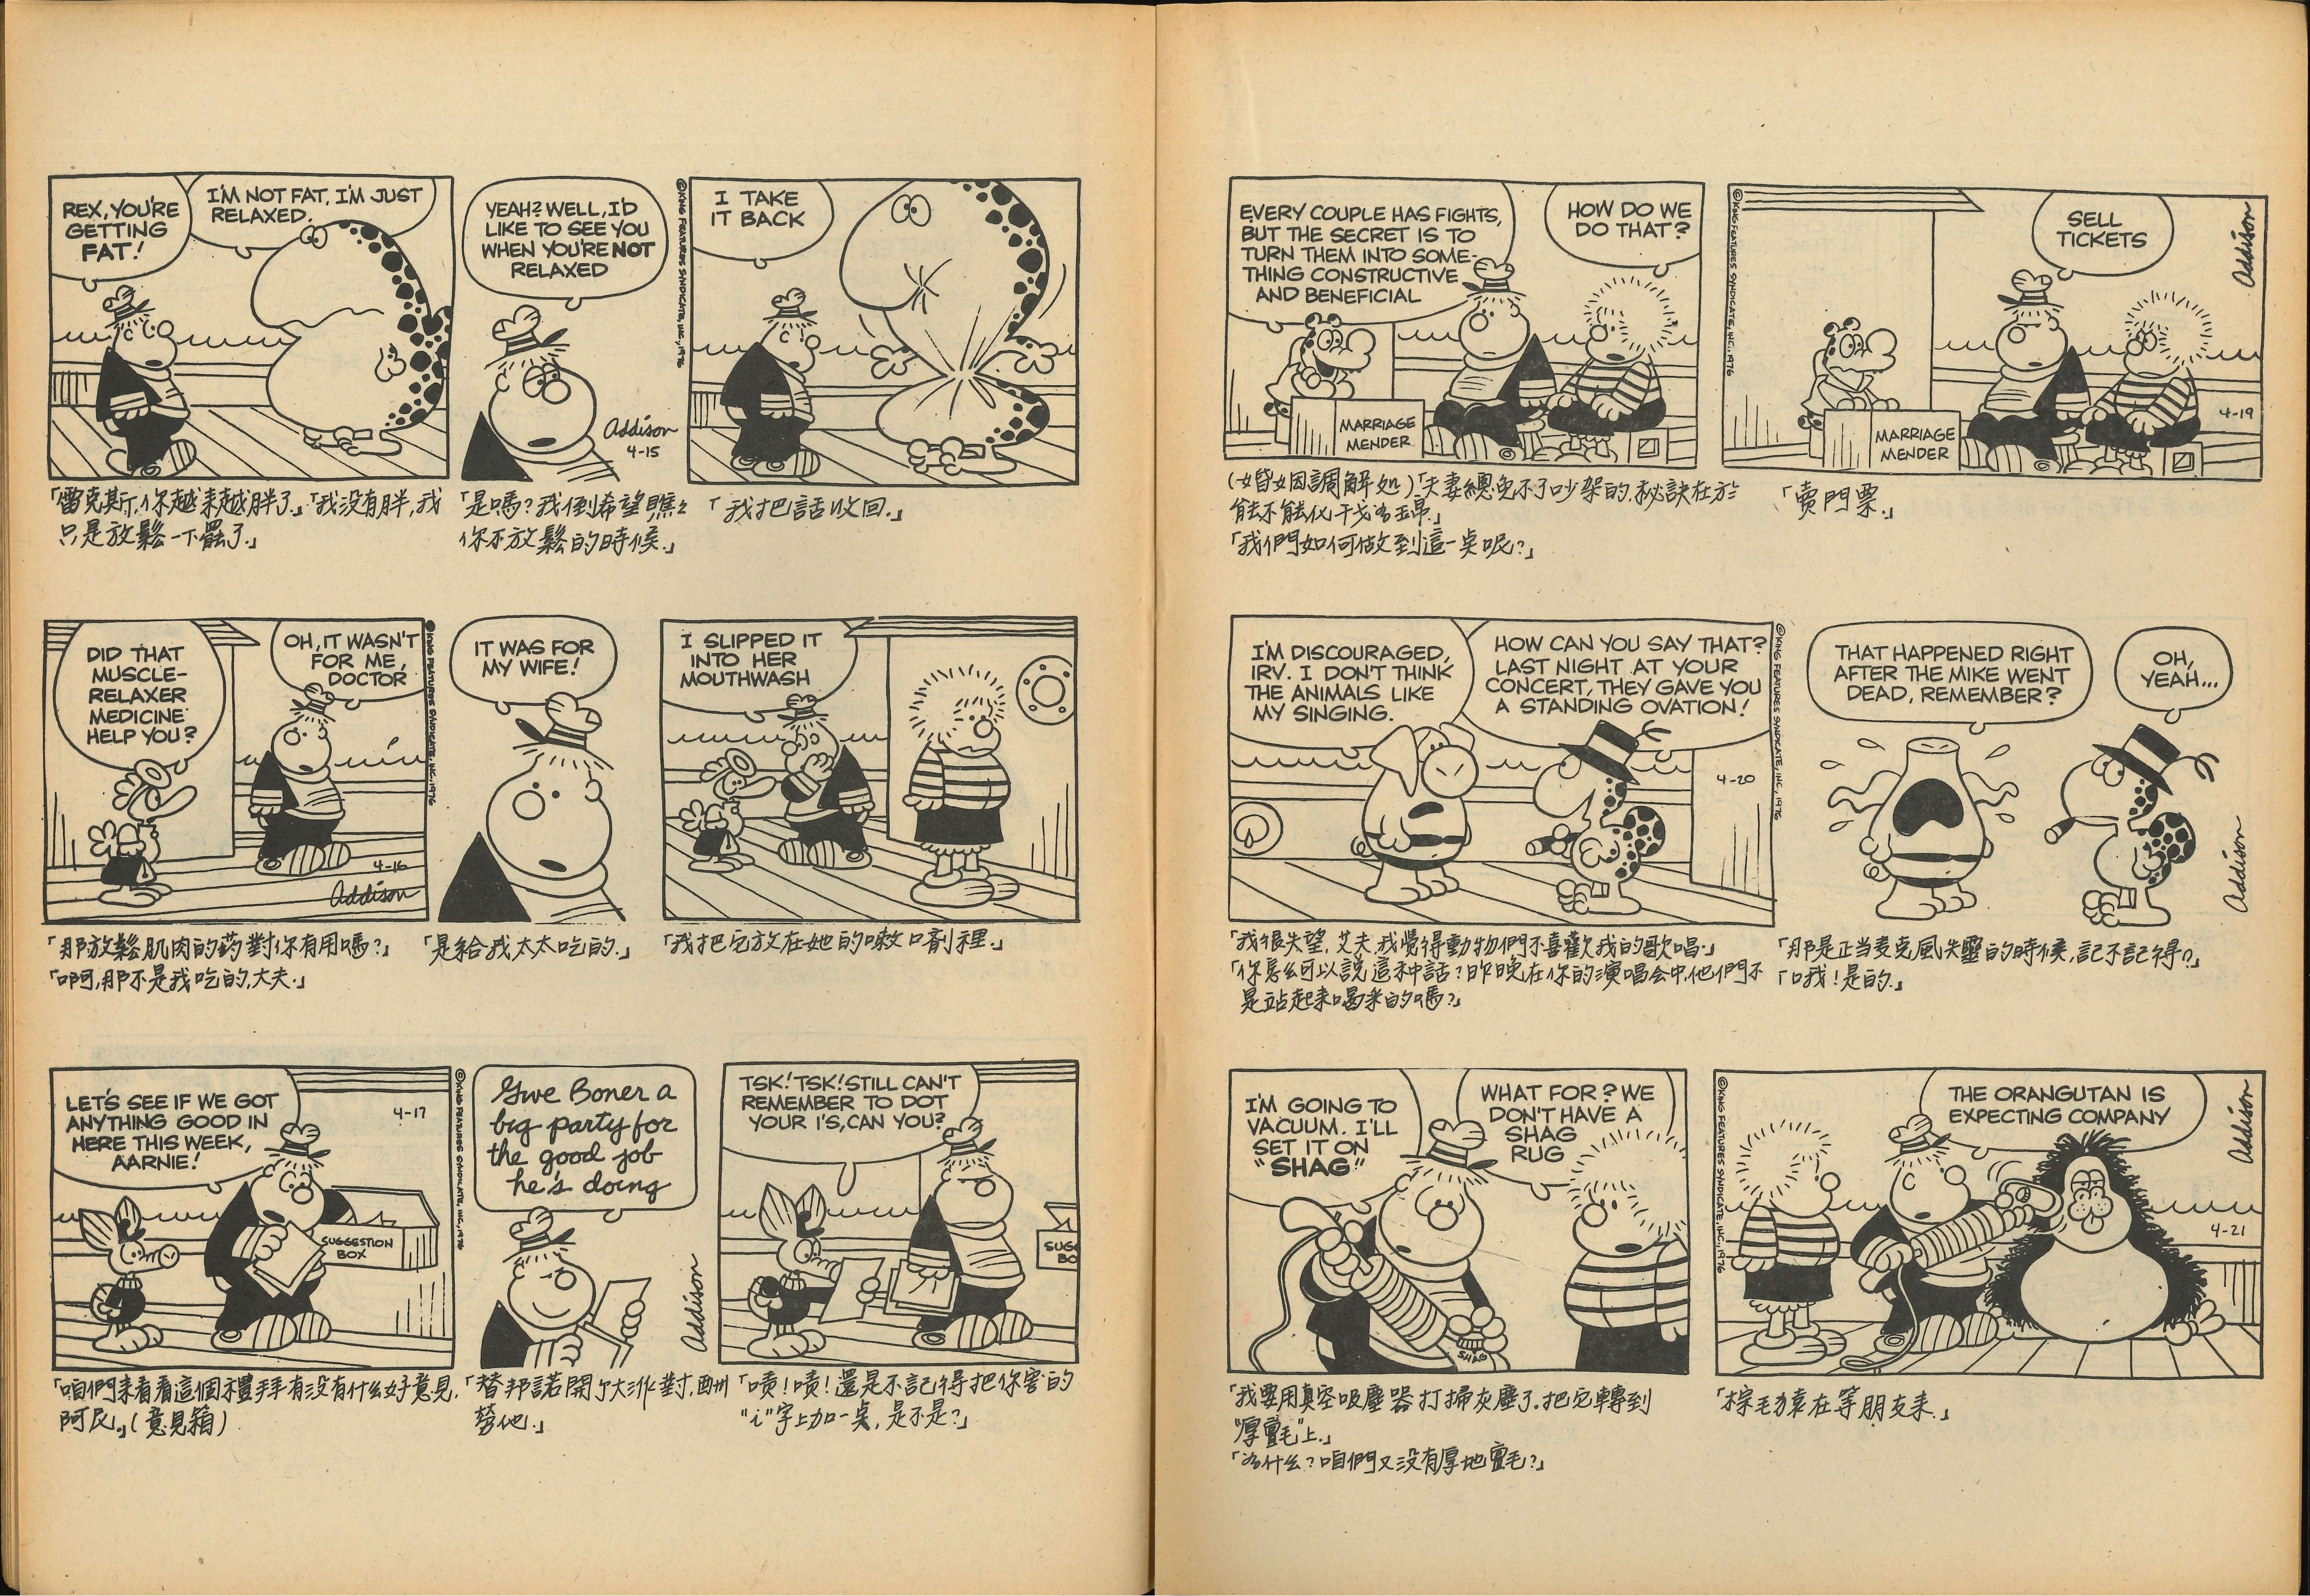 REX, YOU'RE
GETTING
FAT!
I'M NOT FAT, I'M JUST
RELAXED.
YEAH? WELL, I'D
LIKE TO SEE YOU
WHEN YOU'RE NOT
RELAXED
Addison
4-15
©KING FEATURES SYNDICATE, INC., 1976
I TAKE
IT BACK
「雷克斯,你越来越胖了。」「我没有胖,我
只是放鬆一下罷了。」
「是嗎?我倒希望瞧々
你不放鬆的時候.」
「我把話收回.」
DID THAT
MUSCLE-
RELAXER
MEDICINE
HELP YOU?
OH, IT WASN'T
FOR ME,
DOCTOR
4-16
Addison
©KING FEATURES SYNDICATE, INC., 1976
IT WAS FOR
MY WIFE!
I SLIPPED IT
INTO HER
MOUTHWASH
「那放鬆肌肉的药對你有用嗎?」
「啊,那不是我吃的,大夫.」
「是給我太太吃的.」
「我把它放在她的嗽口劑裡.」
LET'S SEE IF WE GOT
ANYTHING GOOD IN
HERE THIS WEEK,
AARNIE!
4-17
SUGGESTION
BOX
©KING FEATURES SYNDICATE, INC., 1976
Give Boner a
big party for
the good job
he's doing
Addison
TSK! TSK! STILL CAN'T
REMEMBER TO DOT
YOUR I'S, CAN YOU?
SUGG
BO
「咱們来看看這個禮拜有没有什么好意見,
阿尼。」(意見箱)
「替邦諾開个大派對,酬
勞他.」
「啧!啧!還是不記得把你寫的
"i"字上加一点,是不是?」
EVERY COUPLE HAS FIGHTS,
BUT THE SECRET IS TO
TURN THEM INTO SOME-
THING CONSTRUCTIVE
AND BENEFICIAL
HOW DO WE
DO THAT?
MARRIAGE
MENDER
©KING FEATURES SYNDICATE, INC., 1976
SELL
TICKETS
Addison
MARRIAGE
MENDER
4-19
(婚姻調解処)「夫妻總免不了吵架的,秘訣在於
能不能化干戈為玉帛.」
「我們如何做到這一点呢?」
「賣門票.」
I'M DISCOURAGED,
IRV. I DON'T THINK
THE ANIMALS LIKE
MY SINGING.
HOW CAN YOU SAY THAT?
LAST NIGHT AT YOUR
CONCERT, THEY GAVE YOU
A STANDING OVATION!
4-20
©KING FEATURES SYNDICATE, INC., 1976
THAT HAPPENED RIGHT
AFTER THE MIKE WENT
DEAD, REMEMBER?
OH,
YEAH...
Addison
「我很失望,艾夫,我覺得動物們不喜歡我的歌唱.」
「你怎么可以說這种話?昨晚在你的演唱会中,他們不
是站起来喝采的嗎?」
「那是正当麦克風失靈的時候,記不記得?」
「哦!是的.」
I'M GOING TO
VACUUM. I'LL
SET IT ON
"SHAG"
WHAT FOR? WE
DON'T HAVE A
SHAG
RUG
SHAG
©KING FEATURES SYNDICATE, INC., 1976
THE ORANGUTAN IS
EXPECTING COMPANY
Addison
4-21
「我要用真空吸塵器打掃灰塵了.把它轉到
"厚氈"上.」
「為什么?咱們又没有厚地氈?」
「棕毛猿在等朋友来.」